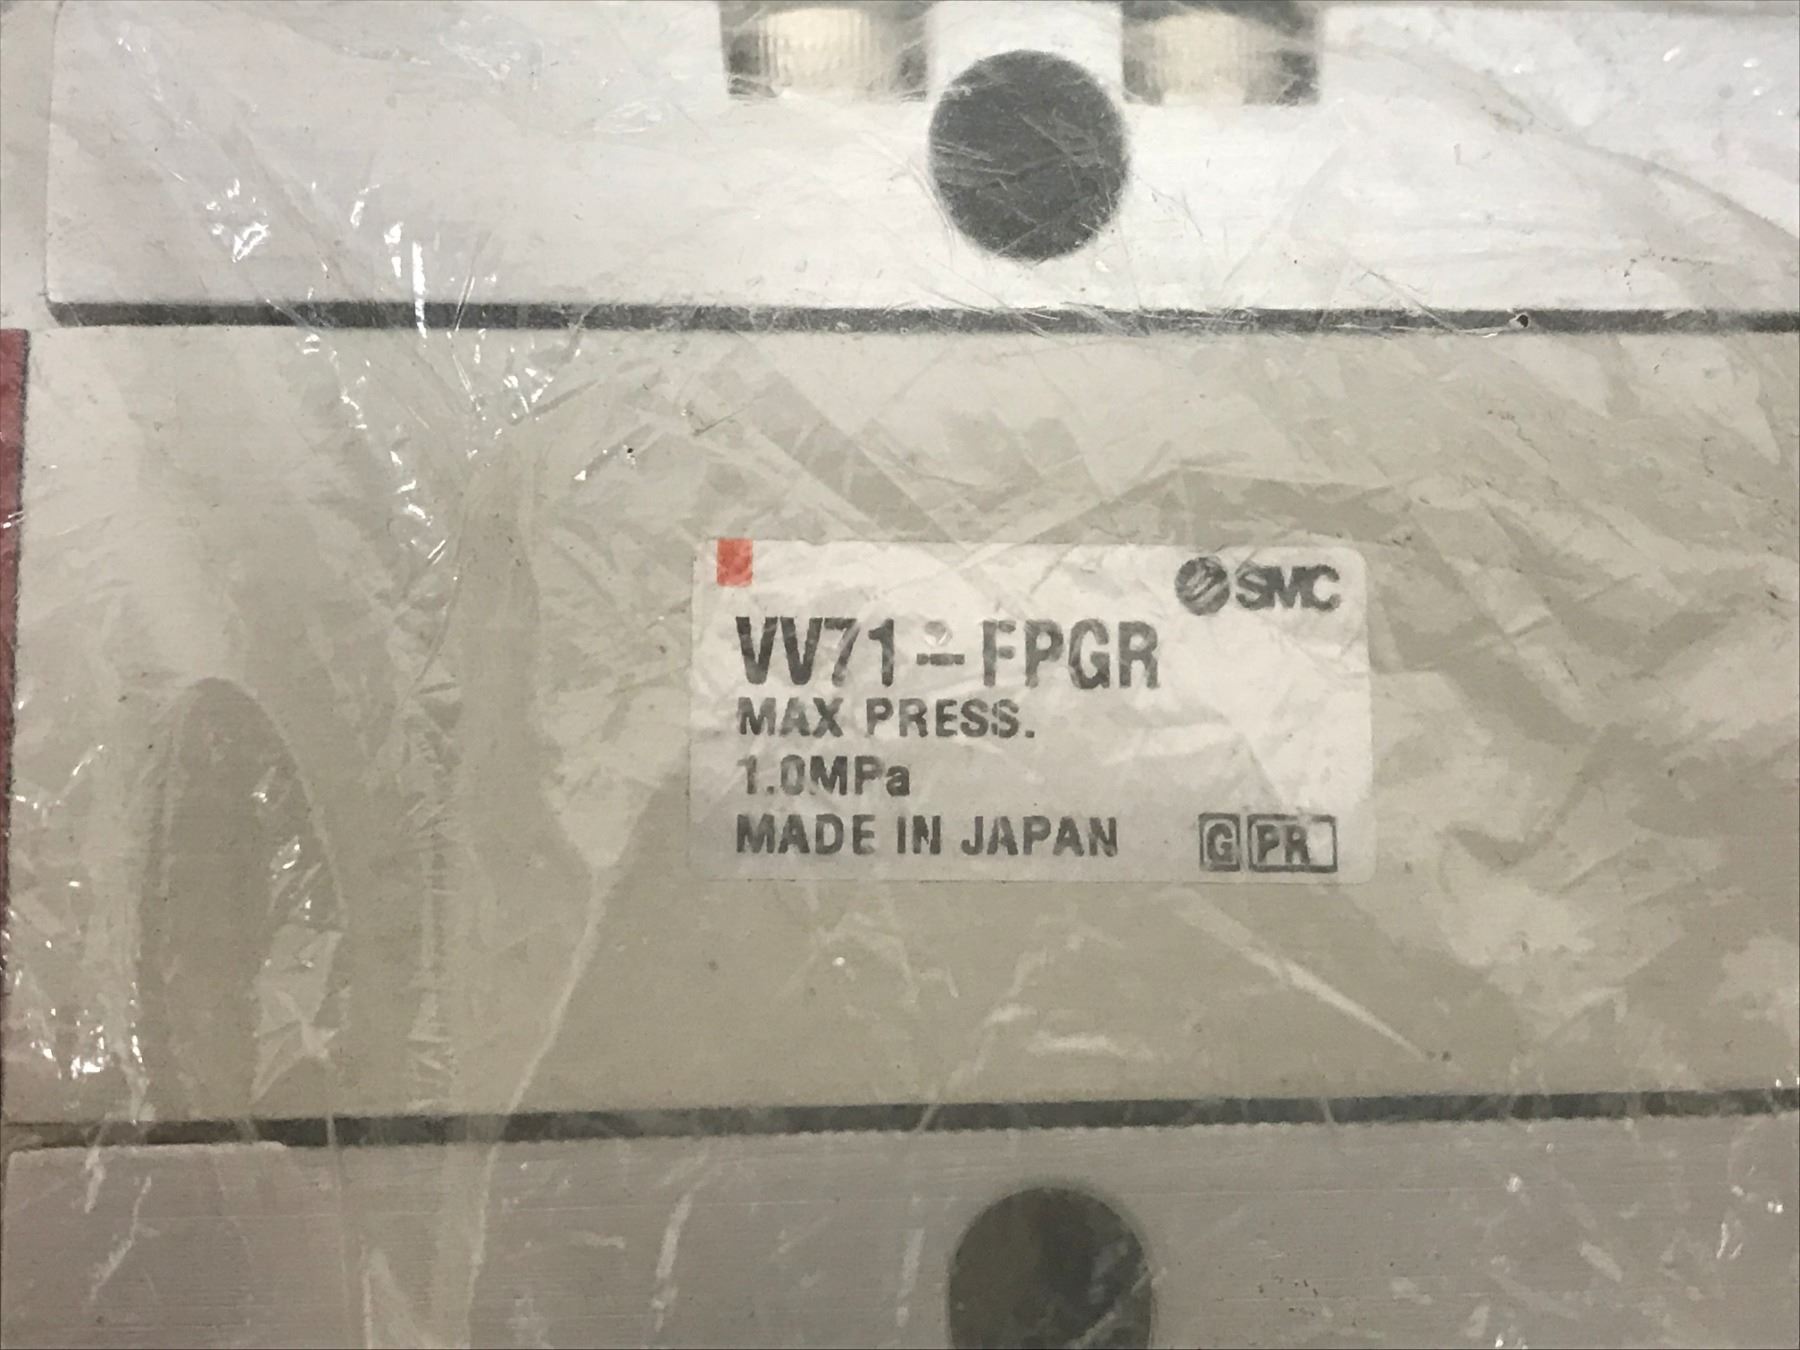 SMC
VV71-FPGR
MAX PRESS.
1.0MPa
MADE IN JAPAN
G PR